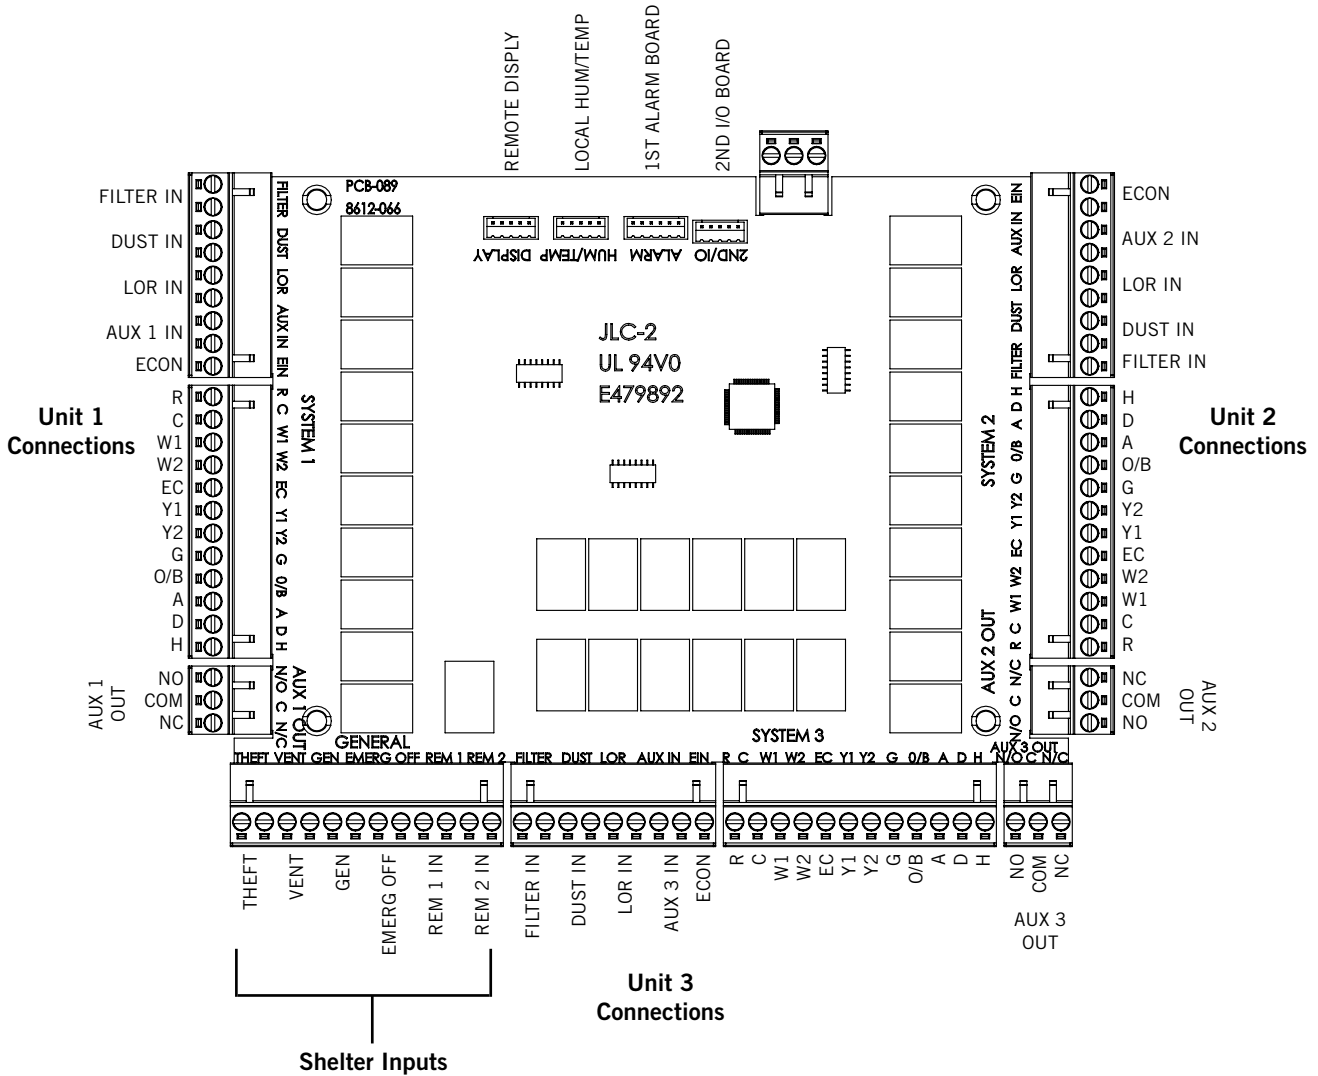 REMOTE DISPLY
LOCAL HUM/TEMP
1ST ALARM BOARD
2ND I/O BOARD
FILTER IN
DUST IN
LOR IN
AUX 1 IN
ECON
R
C
W1
W2
EC
Y1
Y2
G
O/B
A
D
H
NO
COM
NC
AUX 1
OUT
Unit 1
Connections
FILTER
DUST
LOR
AUX IN
EIN
R
C
W1
W2
EC
Y1
Y2
G
0/B
A
D
H
N/O
C
N/C
SYSTEM 1
AUX 1 OUT
PCB-089
8612-066
DISPLAY
HUM/TEMP
ALARM
2ND/IO
JLC-2
UL 94V0
E479892
SYSTEM 2
AUX 2 OUT
EIN
AUX IN
LOR
DUST
FILTER
H
D
A
0/B
G
Y2
Y1
EC
W2
W1
C
R
N/C
C
N/O
ECON
AUX 2 IN
LOR IN
DUST IN
FILTER IN
H
D
A
O/B
G
Y2
Y1
EC
W2
W1
C
R
NC
COM
NO
AUX 2
OUT
Unit 2
Connections
GENERAL
SYSTEM 3
AUX 3 OUT
THEFT VENT GEN EMERG OFF REM 1 REM 2 FILTER DUST LOR AUX IN EIN R C W1 W2 EC Y1 Y2 G 0/B A D H N/O C N/C
THEFT
VENT
GEN
EMERG OFF
REM 1 IN
REM 2 IN
FILTER IN
DUST IN
LOR IN
AUX 3 IN
ECON
R
C
W1
W2
EC
Y1
Y2
G
O/B
A
D
H
NO
COM
NC
AUX 3
OUT
Unit 3
Connections
Shelter Inputs